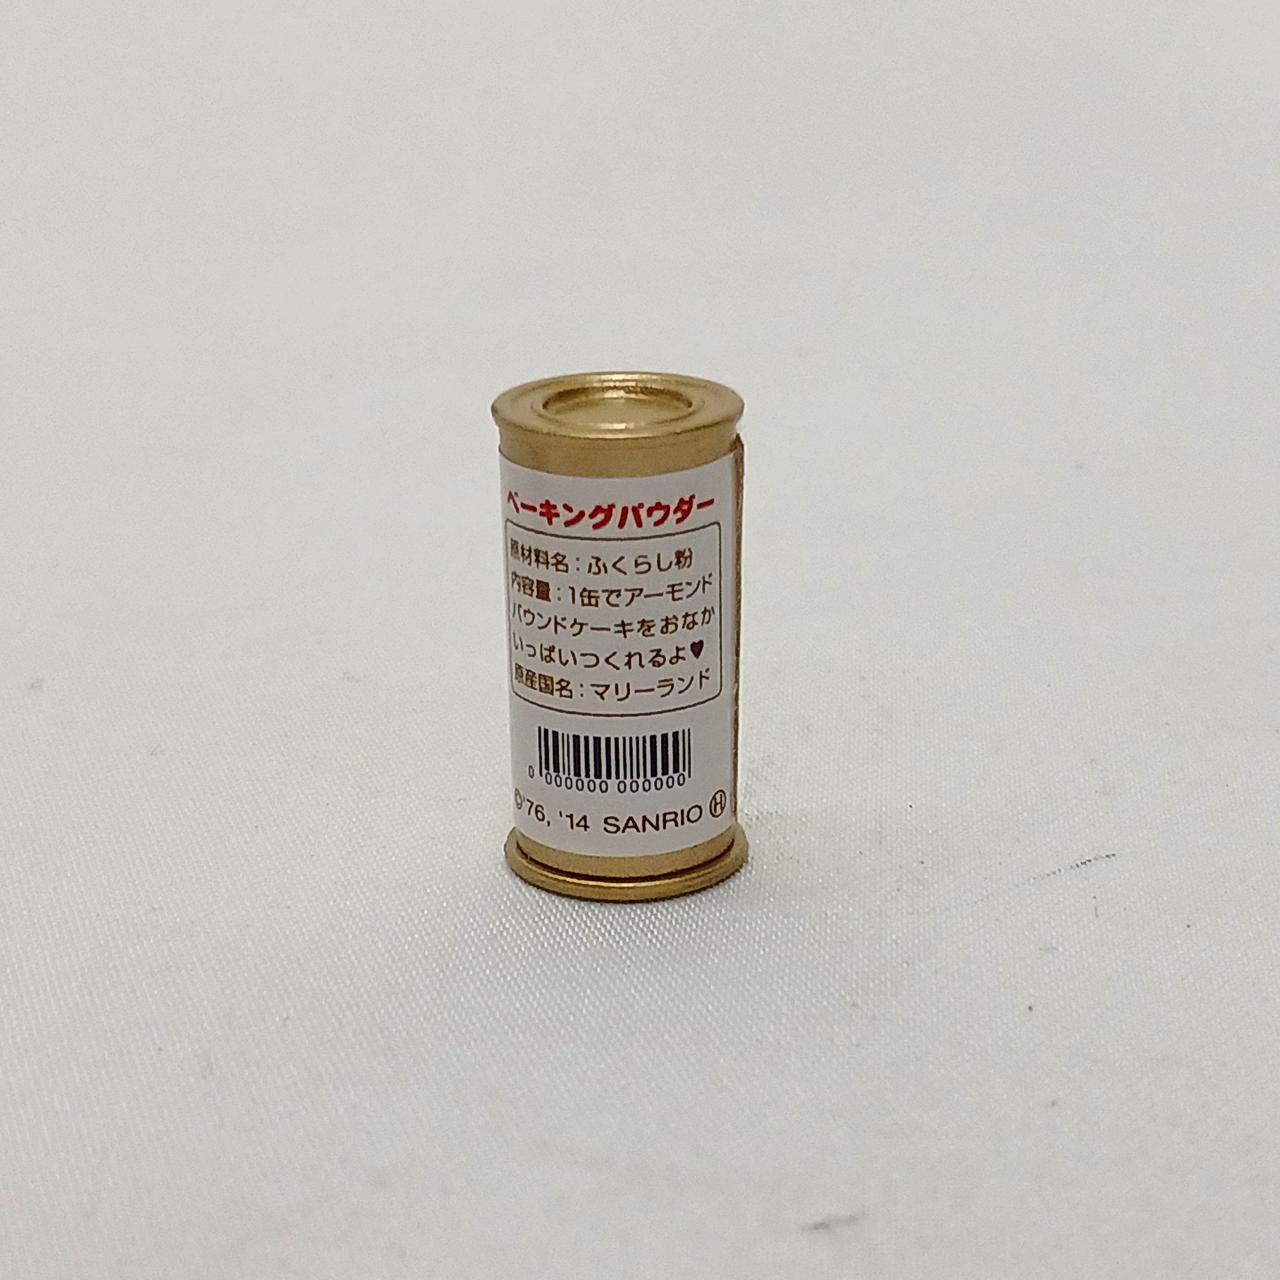 ベーキングパウダー
原材料名：ふくらし粉
内容量：1缶でアーモンド
パウンドケーキをおなか
いっぱいつくれるよ♥
原産国名：マリーランド
0 000000 000000
©'76, '14 SANRIO Ⓗ